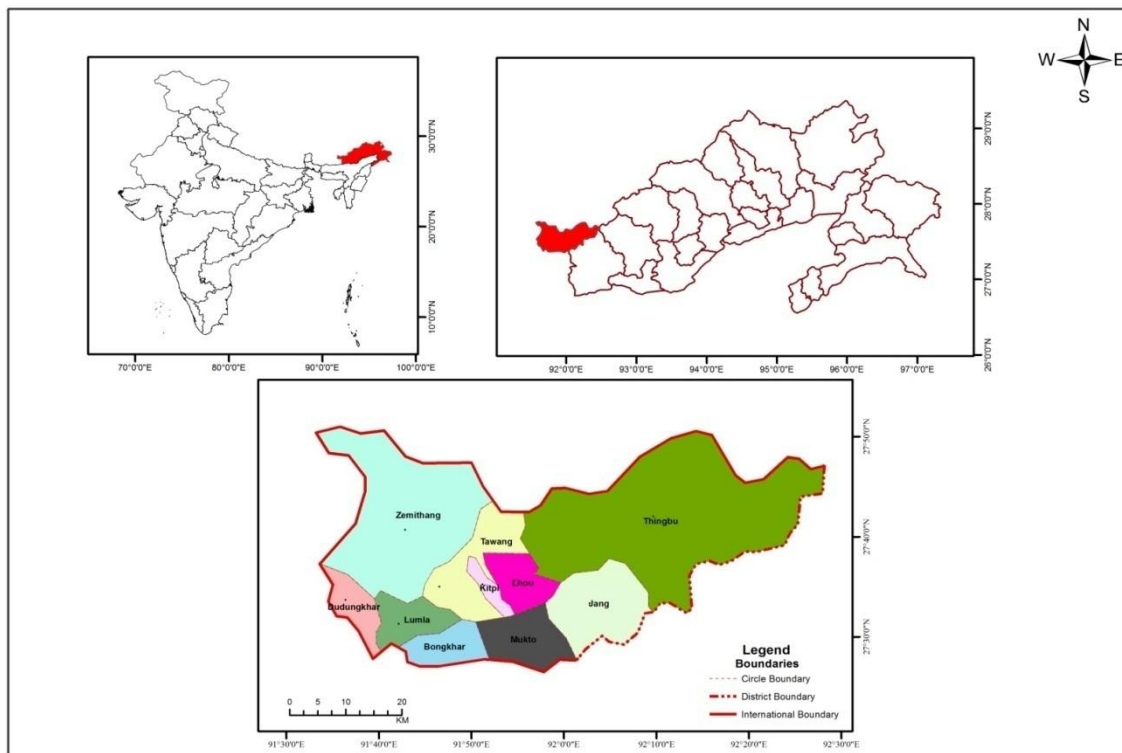 N
W E
S
30°0'0"N
20°0'0"N
10°0'0"N
70°0'0"E 80°0'0"E 90°0'0"E 100°0'0"E
29°0'0"N
28°0'0"N
27°0'0"N
26°0'0"N
92°0'0"E 93°0'0"E 94°0'0"E 95°0'0"E 96°0'0"E 97°0'0"E
27°50'0"N
27°40'0"N
27°30'0"N
Zemithang
Thingbu
Tawang
Kitpi
Lhou
Dudungkhar
Jang
Lumla
Bongkhar
Mukto
Legend
Boundaries
Circle Boundary
District Boundary
International Boundary
0 5 10 20
KM
91°30'0"E 91°40'0"E 91°50'0"E 92°0'0"E 92°10'0"E 92°20'0"E 92°30'0"E